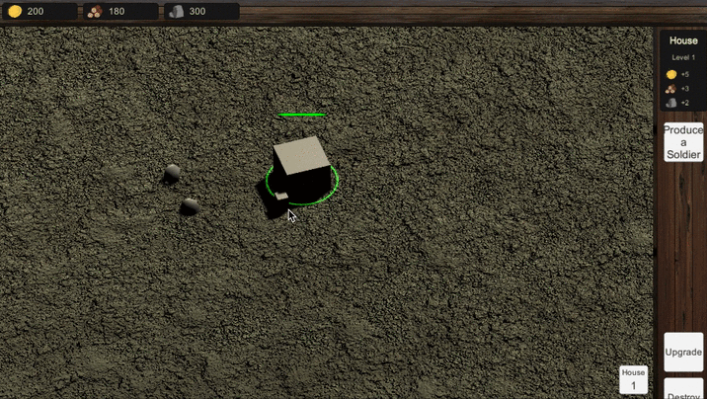 200
180
300
House
Level 1
+5
+3
+2
Produce
a
Soldier
Upgrade
House
1
Destroy